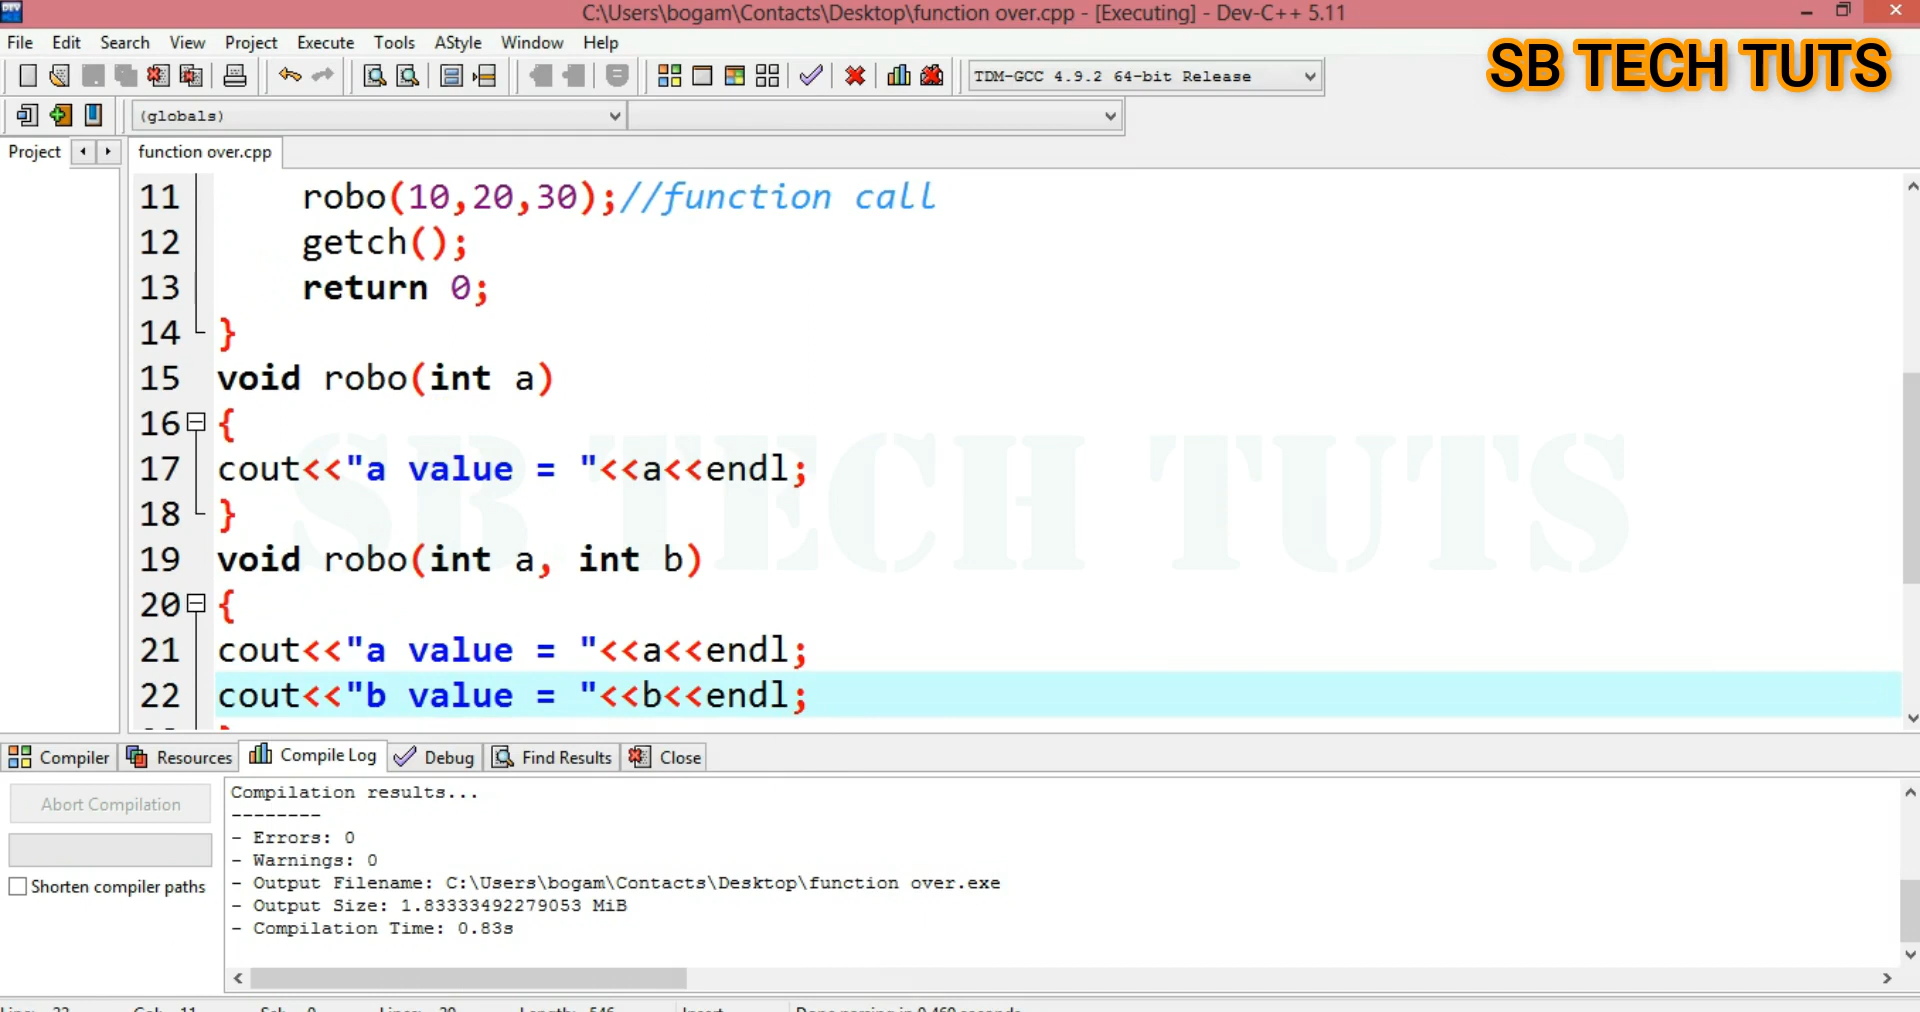 C:\Users\bogam\Contacts\Desktop\function over.cpp - [Executing] - Dev-C++ 5.11
File Edit Search View Project Execute Tools AStyle Window Help
SB TECH TUTS
TDM-GCC 4.9.2 64-bit Release
(globals)
Project function over.cpp
11 robo(10,20,30);//function call
12 getch();
13 return 0;
14 }
15 void robo(int a)
16 {
17 cout<<"a value = "<<a<<endl;
18 }
19 void robo(int a, int b)
20 {
21 cout<<"a value = "<<a<<endl;
22 cout<<"b value = "<<b<<endl;
SB TECH TUTS
Compiler Resources Compile Log Debug Find Results Close
Abort Compilation
Shorten compiler paths
Compilation results...
--------
- Errors: 0
- Warnings: 0
- Output Filename: C:\Users\bogam\Contacts\Desktop\function over.exe
- Output Size: 1.83333492279053 MiB
- Compilation Time: 0.83s